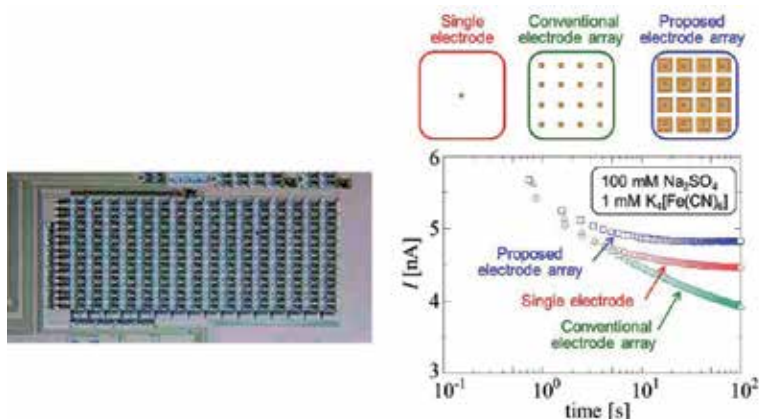 Single
electrode
Conventional
electrode array
Proposed
electrode array
6
5
4
3
I [nA]
100 mM Na₂SO₄
1 mM K₄[Fe(CN)₆]
Proposed
electrode array
Single electrode
Conventional
electrode array
10⁻¹ 10⁰ 10¹ 10²
time [s]